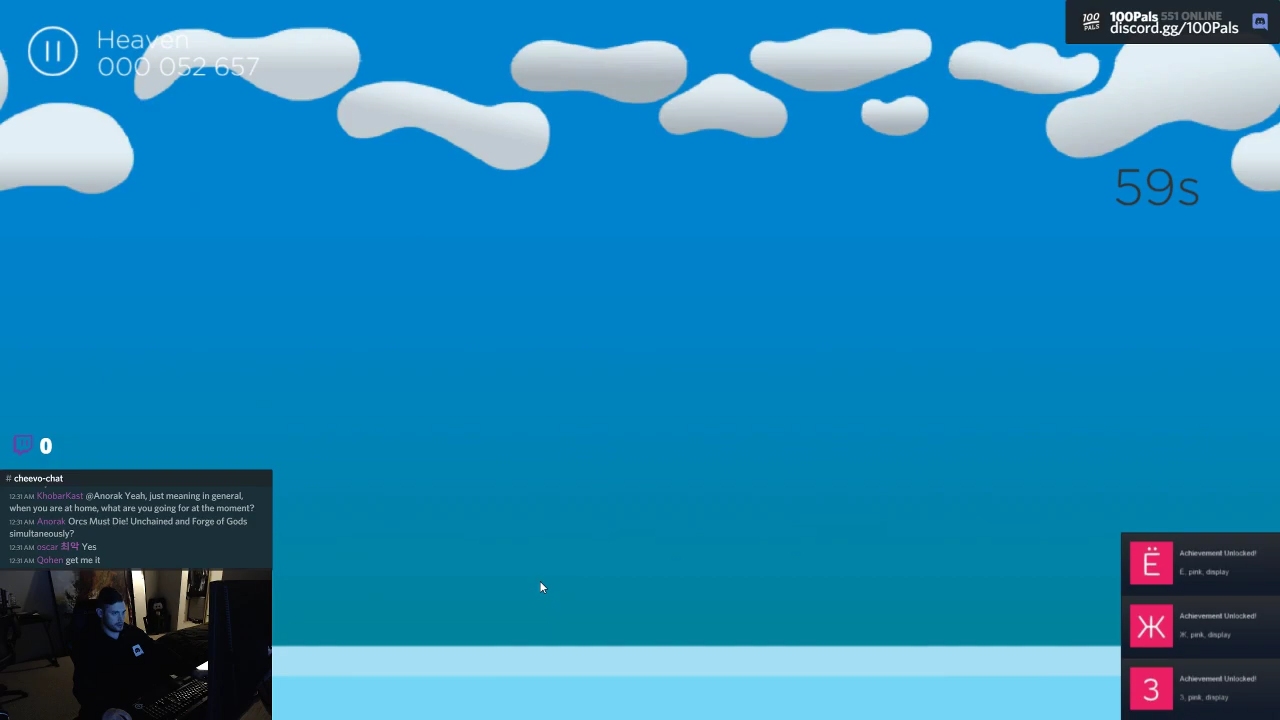 Heaven
000 052 657
100
PALS
100Pals 551 ONLINE
discord.gg/100Pals
59s
0
# cheevo-chat
12:31 AM KhobarKast @Anorak Yeah, just meaning in general,
when you are at home, what are you going for at the moment?
12:31 AM Anorak Orcs Must Die! Unchained and Forge of Gods
simultaneously?
12:31 AM oscar 최악 Yes
12:31 AM Qohen get me it
Ё
Achievement Unlocked!
Ё, pink, display
Ж
Achievement Unlocked!
Ж, pink, display
З
Achievement Unlocked!
З, pink, display